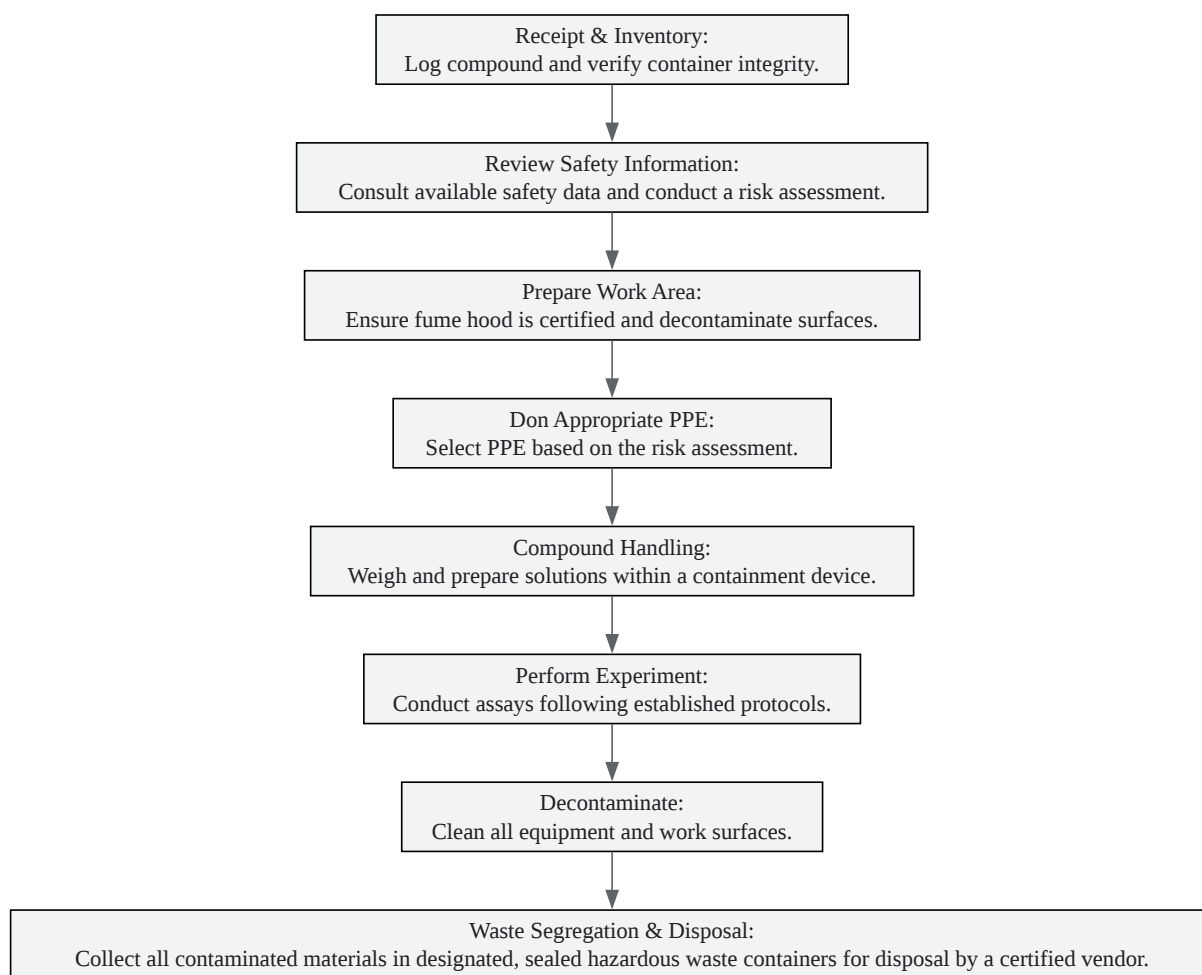 Receipt & Inventory:
Log compound and verify container integrity.
Review Safety Information:
Consult available safety data and conduct a risk assessment.
Prepare Work Area:
Ensure fume hood is certified and decontaminate surfaces.
Don Appropriate PPE:
Select PPE based on the risk assessment.
Compound Handling:
Weigh and prepare solutions within a containment device.
Perform Experiment:
Conduct assays following established protocols.
Decontaminate:
Clean all equipment and work surfaces.
Waste Segregation & Disposal:
Collect all contaminated materials in designated, sealed hazardous waste containers for disposal by a certified vendor.